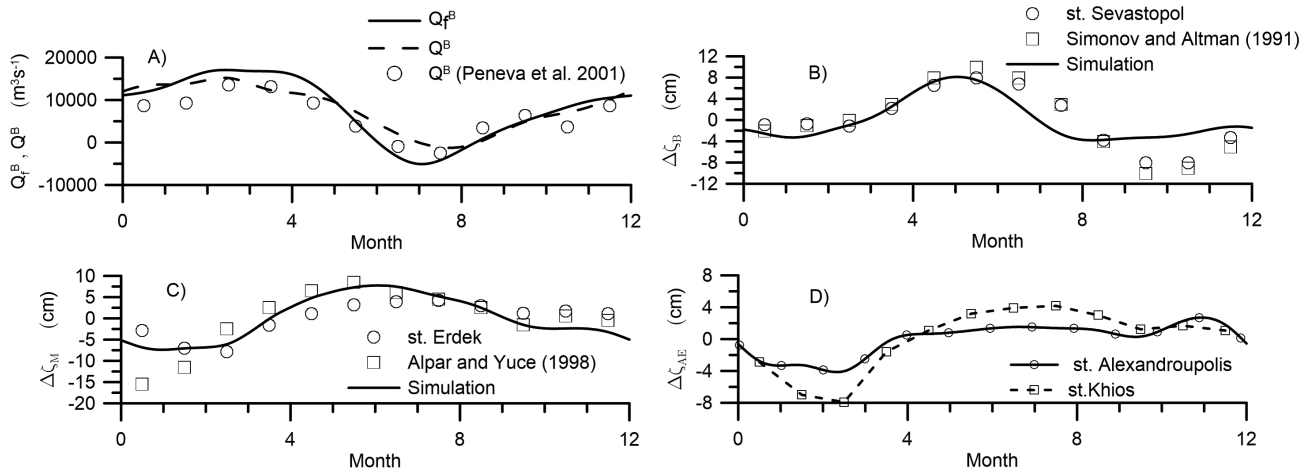 A)
Q_f^B
Q^B
Q^B (Peneva et al. 2001)
Q_f^B , Q^B (m³s⁻¹)
20000
10000
0
-10000
0 4 8 12
Month
B)
st. Sevastopol
Simonov and Altman (1991)
Simulation
Δζ_B (cm)
12
8
4
0
-4
-8
-12
0 4 8 12
Month
C)
st. Erdek
Alpar and Yuce (1998)
Simulation
Δζ_M (cm)
10
5
0
-5
-10
-15
-20
0 4 8 12
Month
D)
st. Alexandroupolis
st.Khios
Δζ_AE (cm)
8
4
0
-4
-8
0 4 8 12
Month